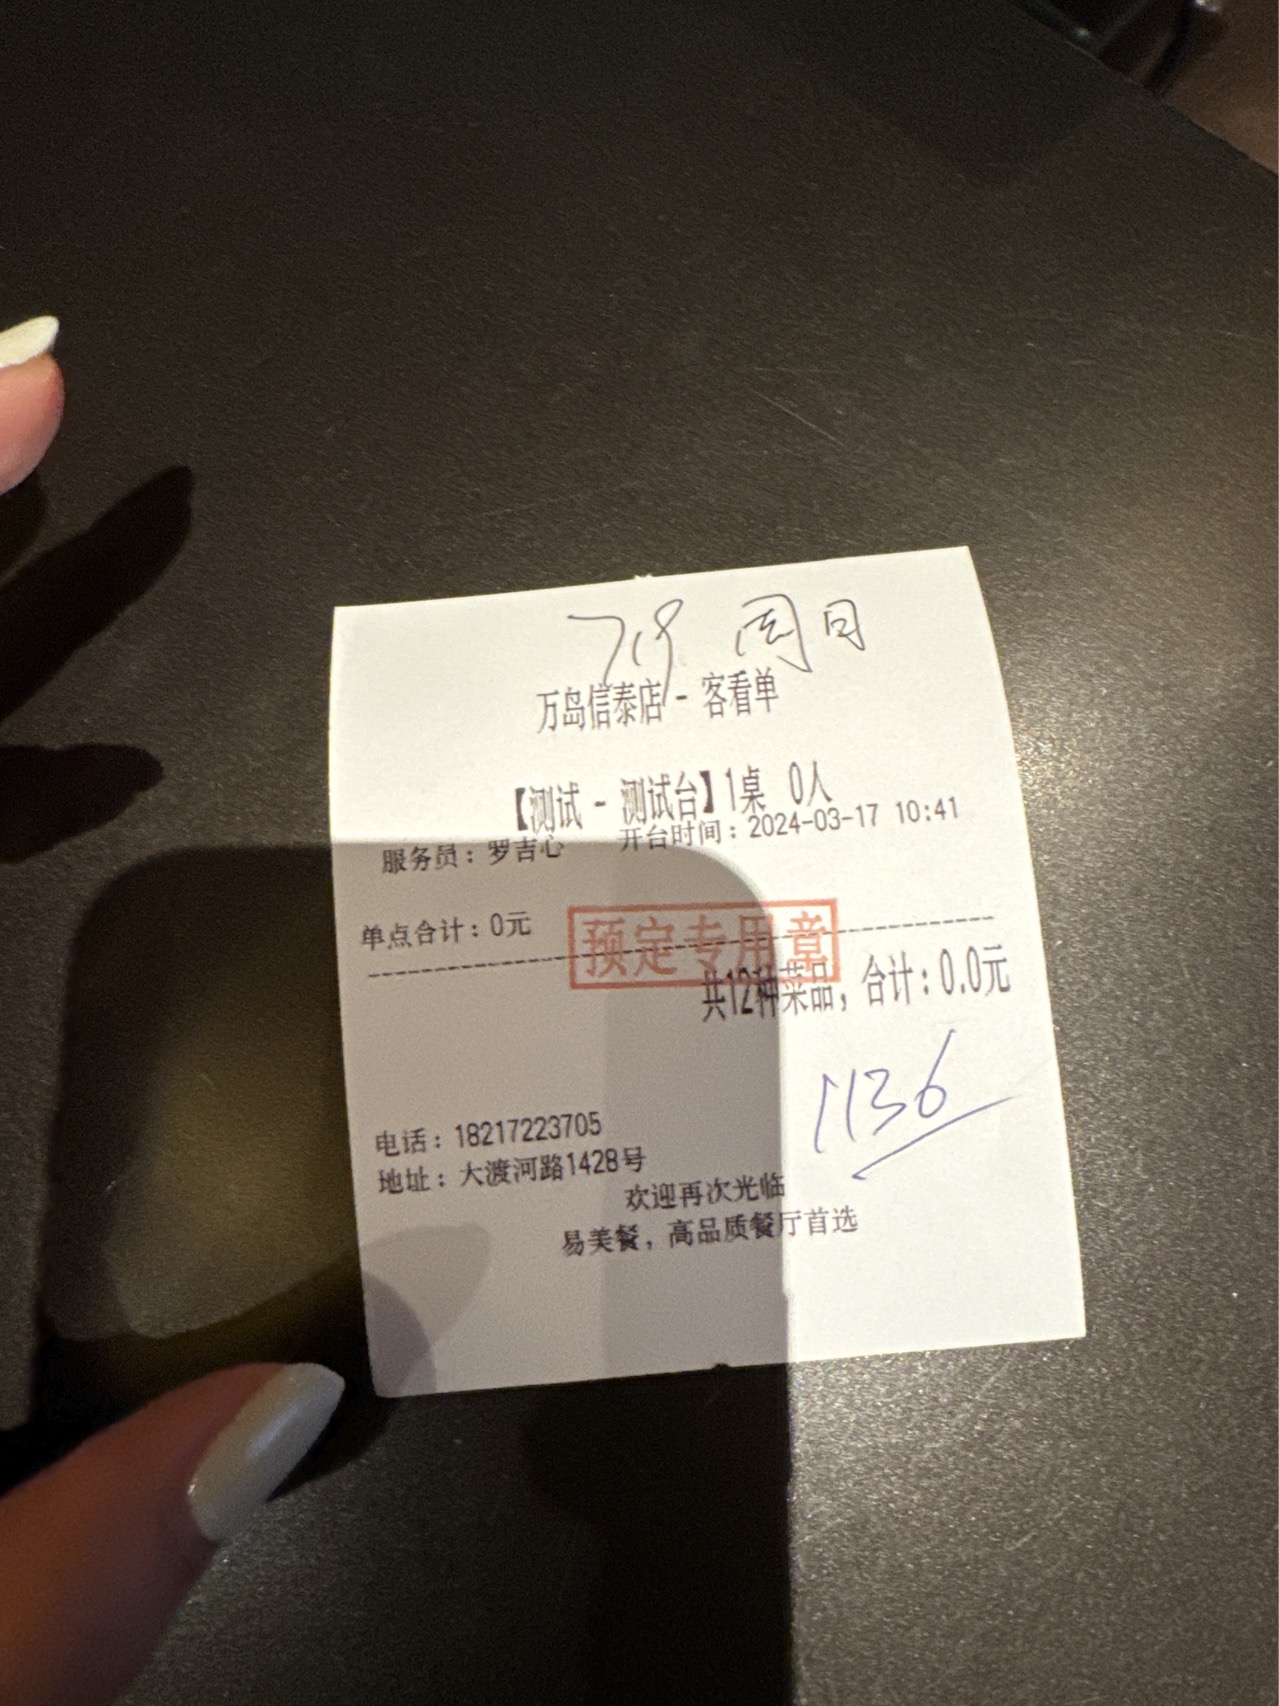 周日
万岛信泰店 - 客看单
【测试 - 测试台】1桌 0人
服务员：罗吉心 开台时间：2024-03-17 10:41
单点合计：0元
预定专用章
共12种菜品，合计：0.0元
1136
电话：18217223705
地址：大渡河路1428号
欢迎再次光临
易美餐，高品质餐厅首选